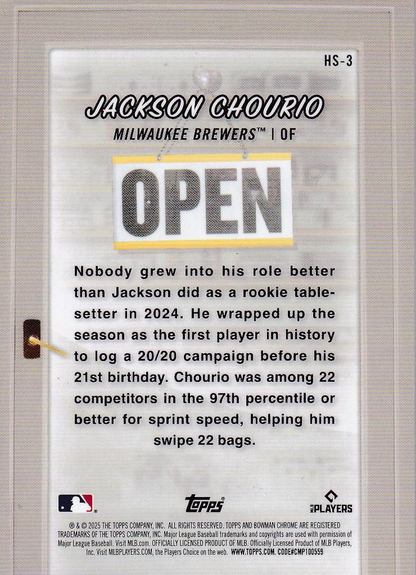 HS-3
JACKSON CHOURIO
MILWAUKEE BREWERS™ | OF
OPEN
Nobody grew into his role better
than Jackson did as a rookie table-
setter in 2024. He wrapped up the
season as the first player in history
to log a 20/20 campaign before his
21st birthday. Chourio was among 22
competitors in the 97th percentile or
better for sprint speed, helping him
swipe 22 bags.
Topps
PLAYERS
® & © 2025 THE TOPPS COMPANY, INC. ALL RIGHTS RESERVED. TOPPS AND BOWMAN CHROME ARE REGISTERED
TRADEMARKS OF THE TOPPS COMPANY, INC. Major League Baseball trademarks and copyrights are used with permission of
Major League Baseball. Visit MLB.com. OFFICIALLY LICENSED PRODUCT OF MLB. Officially Licensed Product of MLB Players,
Inc. Visit MLBPLAYERS.COM, the Players Choice on the web. WWW.TOPPS.COM. CODE#CMP100559